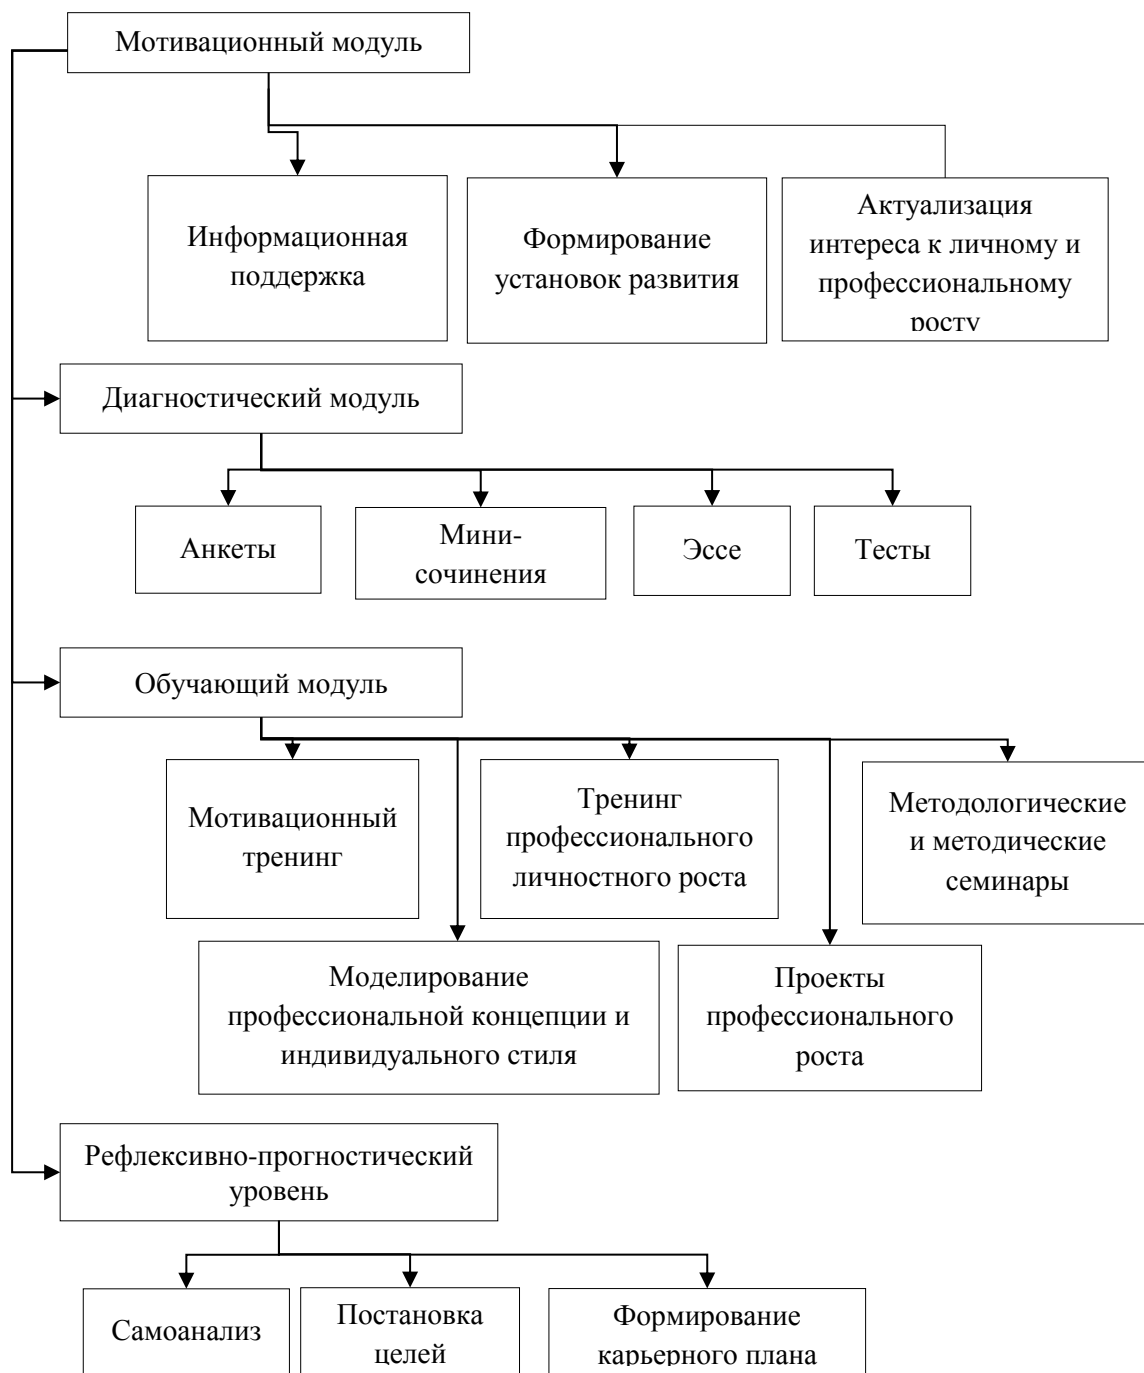 Мотивационный модуль
Информационная
поддержка
Формирование
установок развития
Актуализация
интереса к личному и
профессиональному
росту
Диагностический модуль
Анкеты
Мини-
сочинения
Эссе
Тесты
Обучающий модуль
Мотивационный
тренинг
Тренинг
профессионального
личностного роста
Методологические
и методические
семинары
Моделирование
профессиональной концепции и
индивидуального стиля
Проекты
профессионального
роста
Рефлексивно-прогностический
уровень
Самоанализ
Постановка
целей
Формирование
карьерного плана